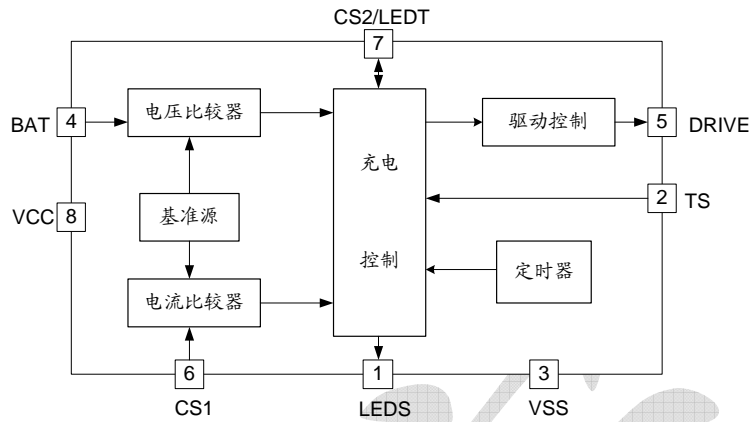 CS2/LEDT
7
BAT
4
电压比较器
驱动控制
5
DRIVE
充电
2
TS
VCC
8
基准源
控制
定时器
电流比较器
6
1
3
CS1
LEDS
VSS